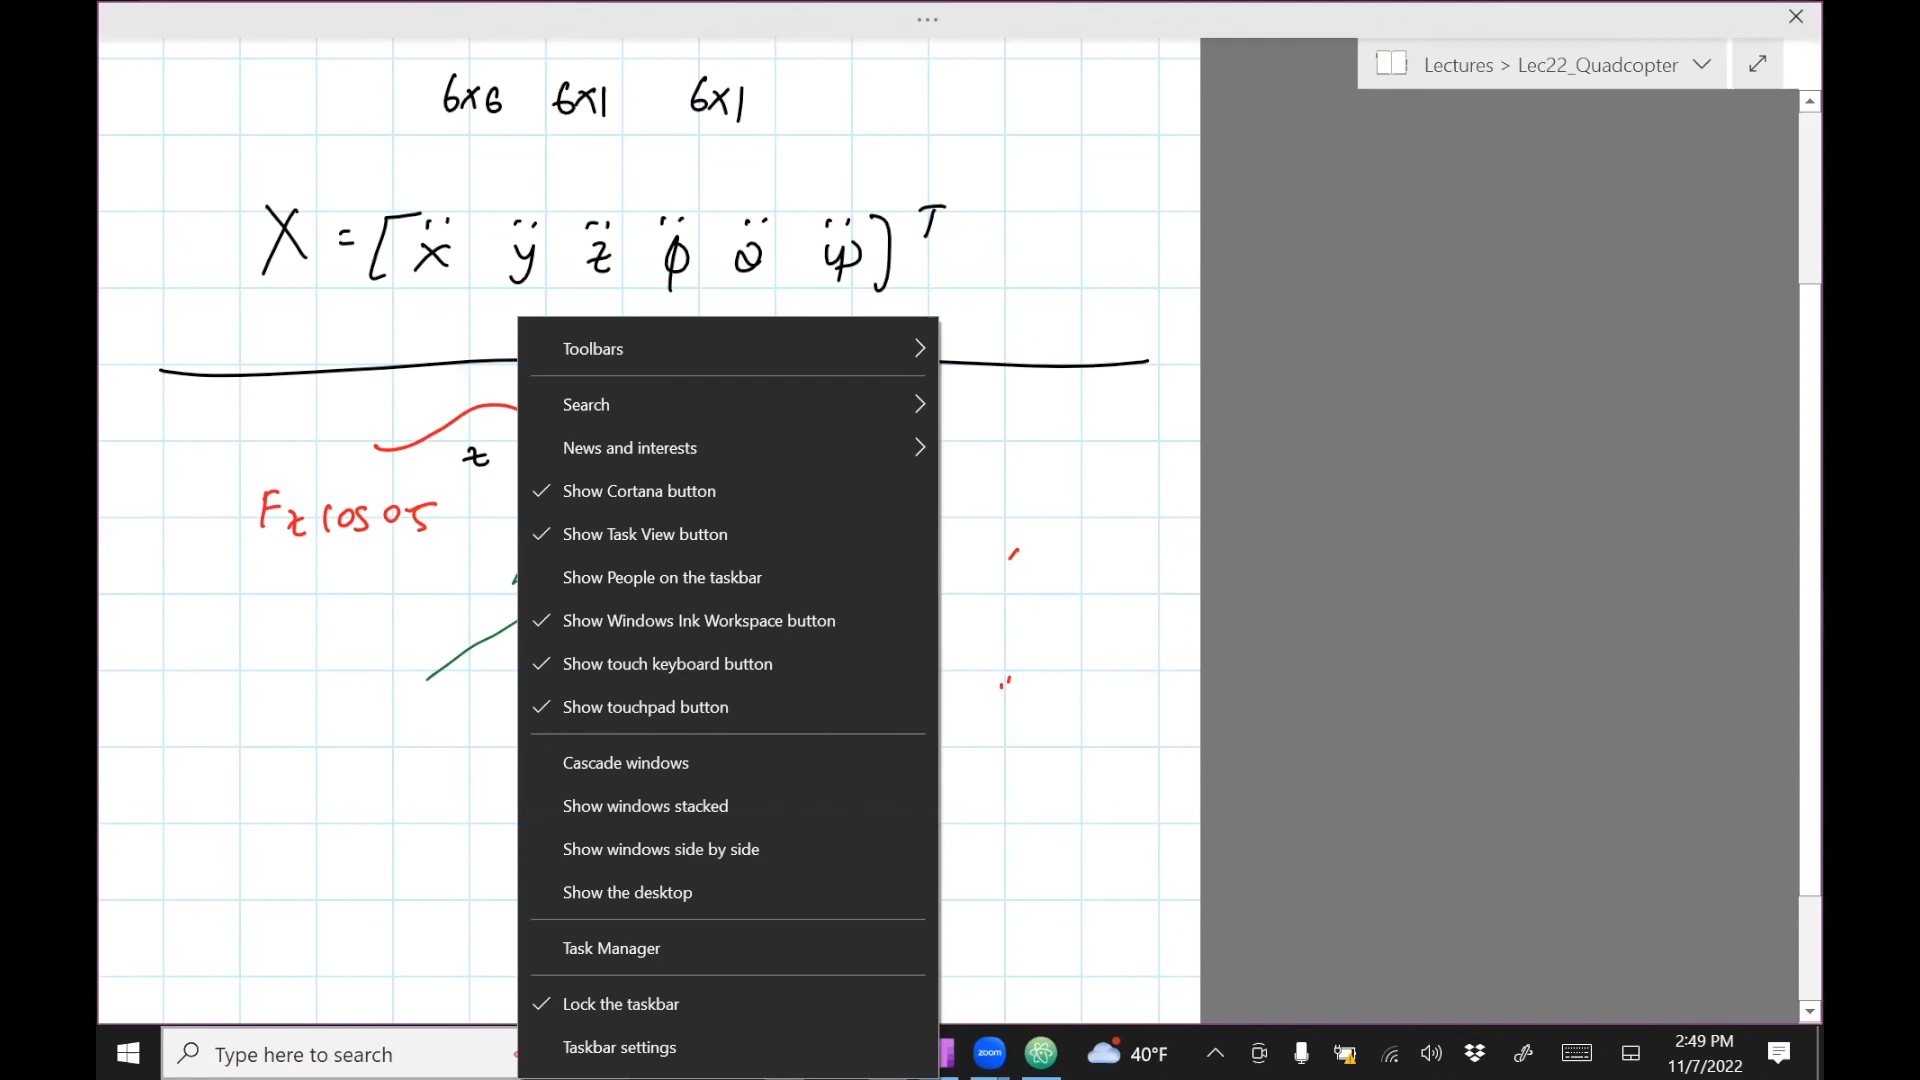 Lectures > Lec22_Quadcopter
6x6 6x1 6x1
X = [ẍ ÿ z̈ ϕ̈ θ̈ ψ̈]ᵀ
Toolbars
Search
News and interests
z
Show Cortana button
Fz cos
Show Task View button
Show People on the taskbar
Show Windows Ink Workspace button
Show touch keyboard button
Show touchpad button
Cascade windows
Show windows stacked
Show windows side by side
Show the desktop
Task Manager
Lock the taskbar
Taskbar settings
Type here to search
zoom
40°F
2:49 PM
11/7/2022